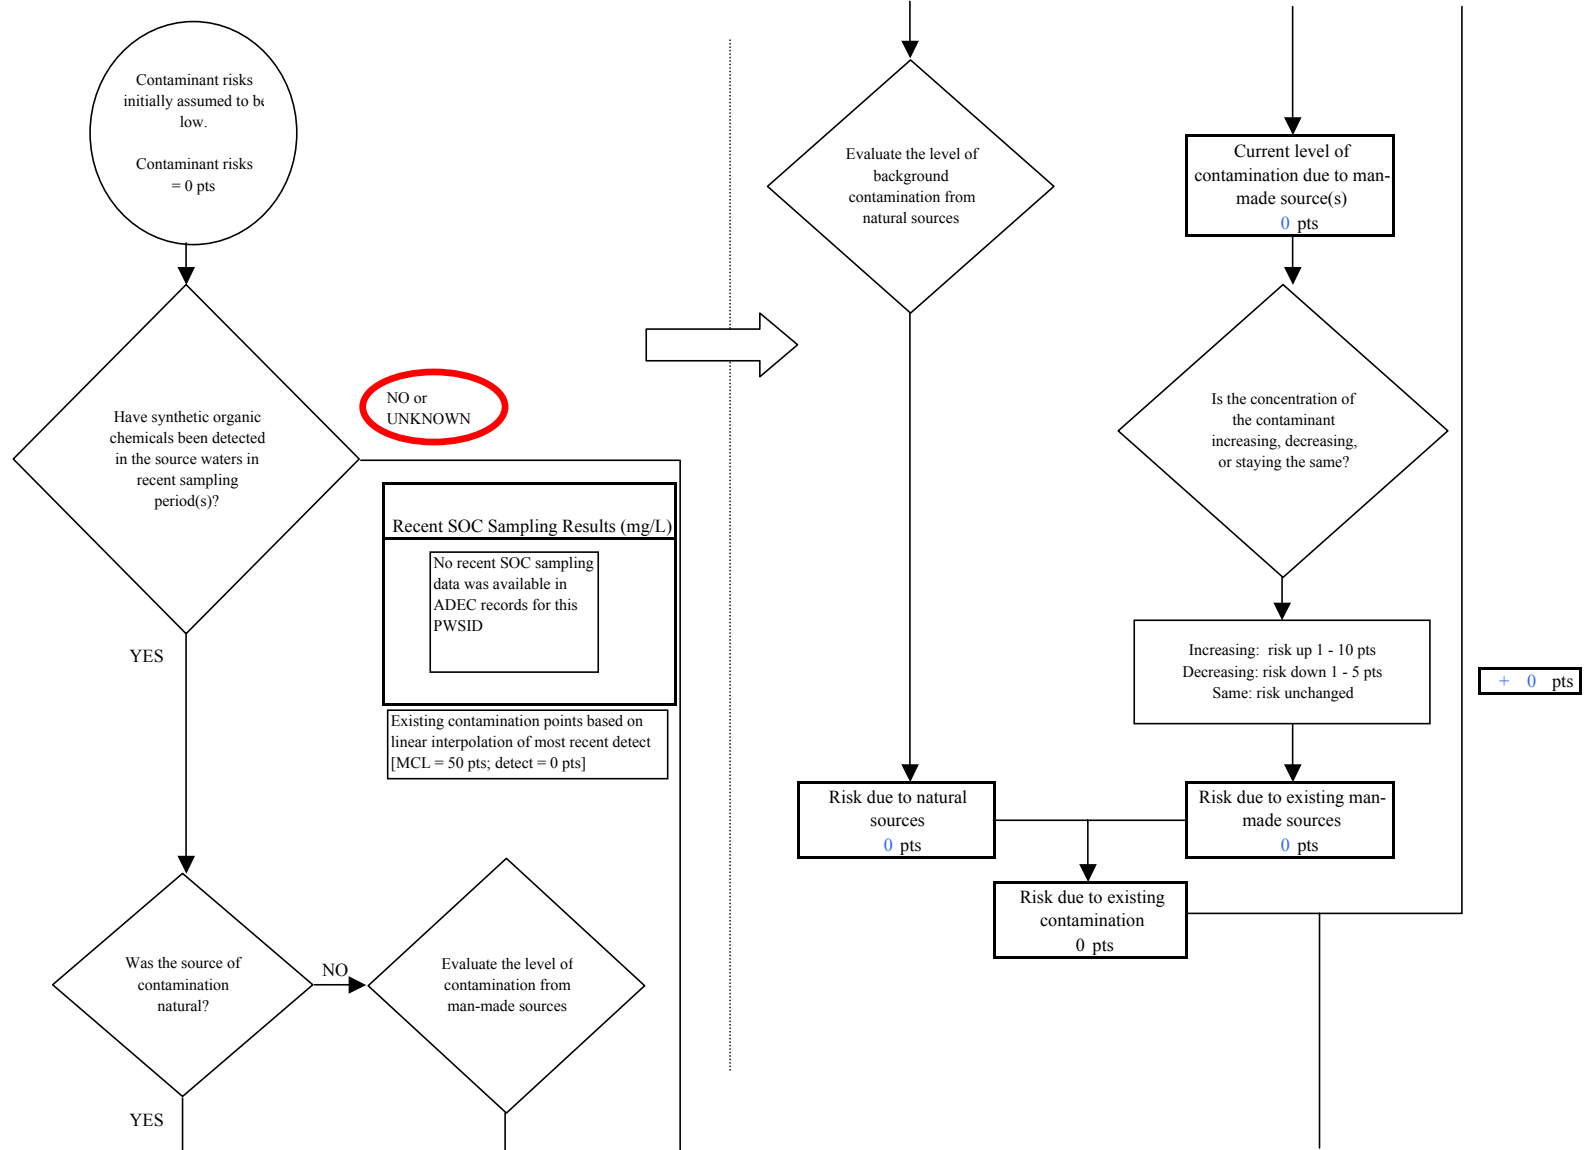 Contaminant risks
initially assumed to be
low.
Contaminant risks
= 0 pts
Have synthetic organic
chemicals been detected
in the source waters in
recent sampling
period(s)?
NO or
UNKNOWN
Recent SOC Sampling Results (mg/L)
No recent SOC sampling
data was available in
ADEC records for this
PWSID
YES
Existing contamination points based on
linear interpolation of most recent detect
[MCL = 50 pts; detect = 0 pts]
Was the source of
contamination
natural?
NO
Evaluate the level of
contamination from
man-made sources
YES
Evaluate the level of
background
contamination from
natural sources
Current level of
contamination due to man-
made source(s)
0 pts
Is the concentration of
the contaminant
increasing, decreasing,
or staying the same?
Increasing: risk up 1 - 10 pts
Decreasing: risk down 1 - 5 pts
Same: risk unchanged
+ 0 pts
Risk due to natural
sources
0 pts
Risk due to existing man-
made sources
0 pts
Risk due to existing
contamination
0 pts